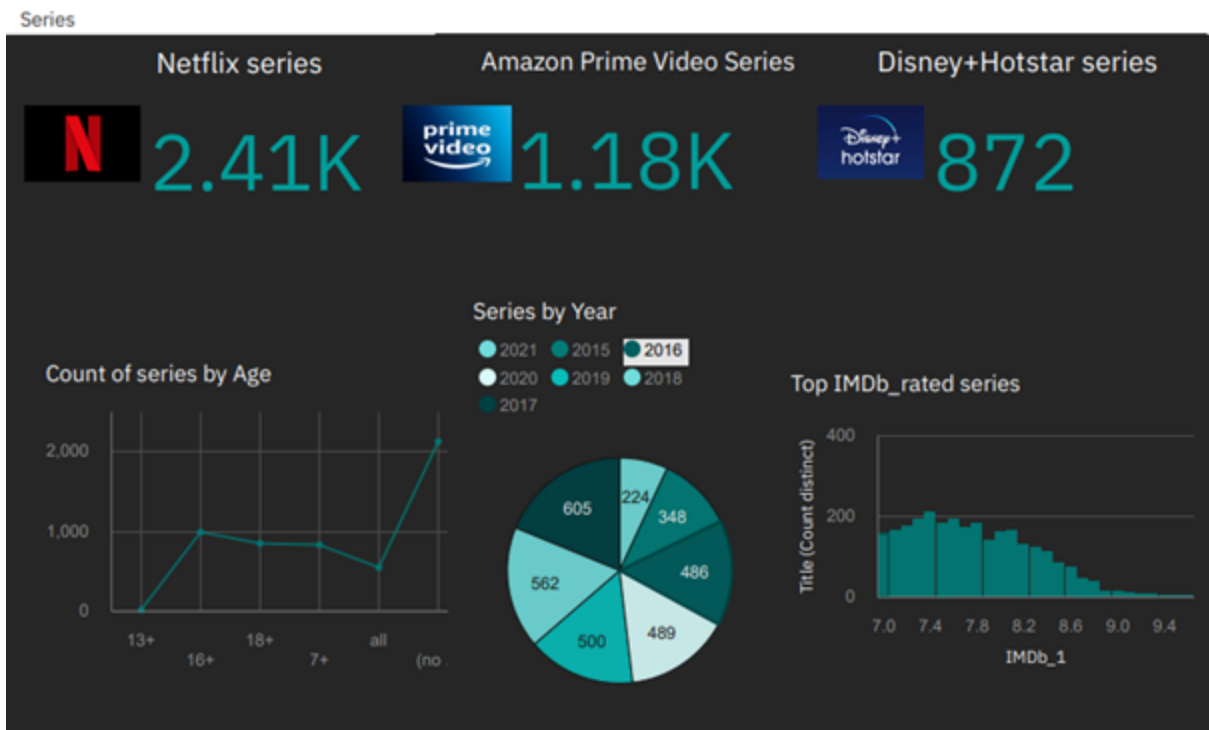 Series
Netflix series
Amazon Prime Video Series
Disney+Hotstar series
N
2.41K
prime
video
1.18K
Disney+
hotstar
872
Count of series by Age
2,000
1,000
0
13+
16+
18+
7+
all
(no .
Series by Year
2021 2015 2016
2020 2019 2018
2017
605
224
348
486
489
500
562
Top IMDb_rated series
Title (Count distinct)
400
200
0
7.0 7.4 7.8 8.2 8.6 9.0 9.4
IMDb_1